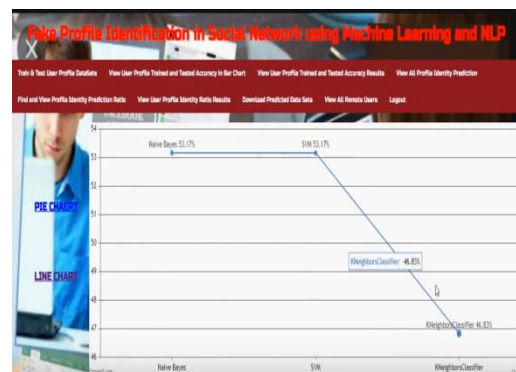 Fake Profile Identification in Social Network using Machine Learning and NLP
X
Train & Test User Profile DataSets View User Profile Trained and Tested Accuracy in Bar Chart View User Profile Trained and Tested Accuracy Results View All Profile Identity Prediction
Find and View Profile Identity Prediction Ratio View User Profile Identity Ratio Results Download Predicted Data Sets View All Remote Users Logout
FACEBOOK
54
Naive Bayes 53.17% SVM 53.17%
53
52
PIE CHAERT
51
50
KNeighborsClassifier: 46.83%
49
LINE CHART
48
KNeighborsClassifier 46.83%
47
46
Naive Bayes SVM KNeighborsClassifier